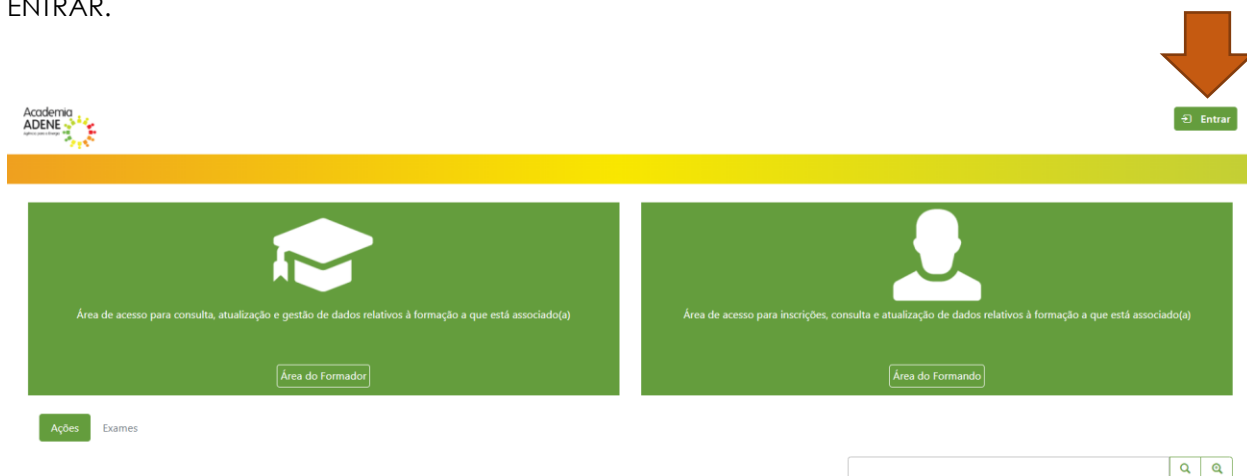 ENTRAR.
Academia
ADENE
Entrar
Área de acesso para consulta, atualização e gestão de dados relativos à formação a que está associado(a)
Área do Formador
Área de acesso para inscrições, consulta e atualização de dados relativos à formação a que está associado(a)
Área do Formando
Ações Exames